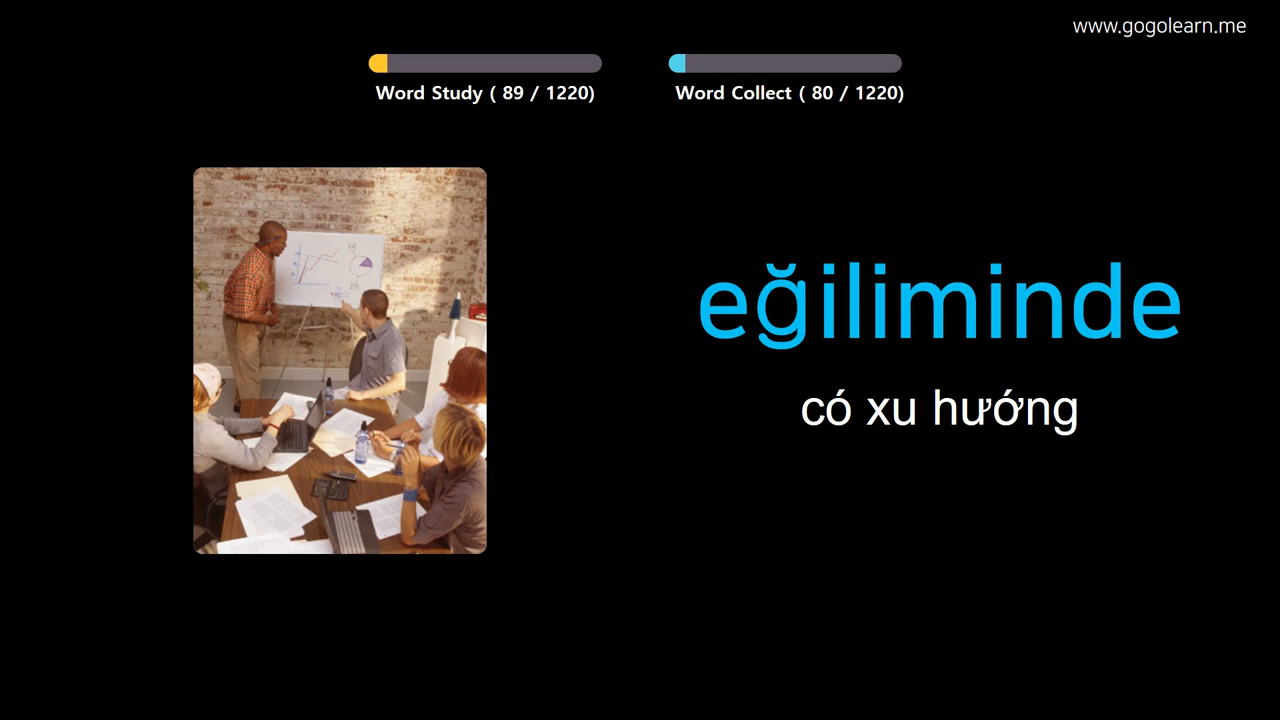 www.gogolearn.me
Word Study ( 89 / 1220)
Word Collect ( 80 / 1220)
eğiliminde
có xu hướng